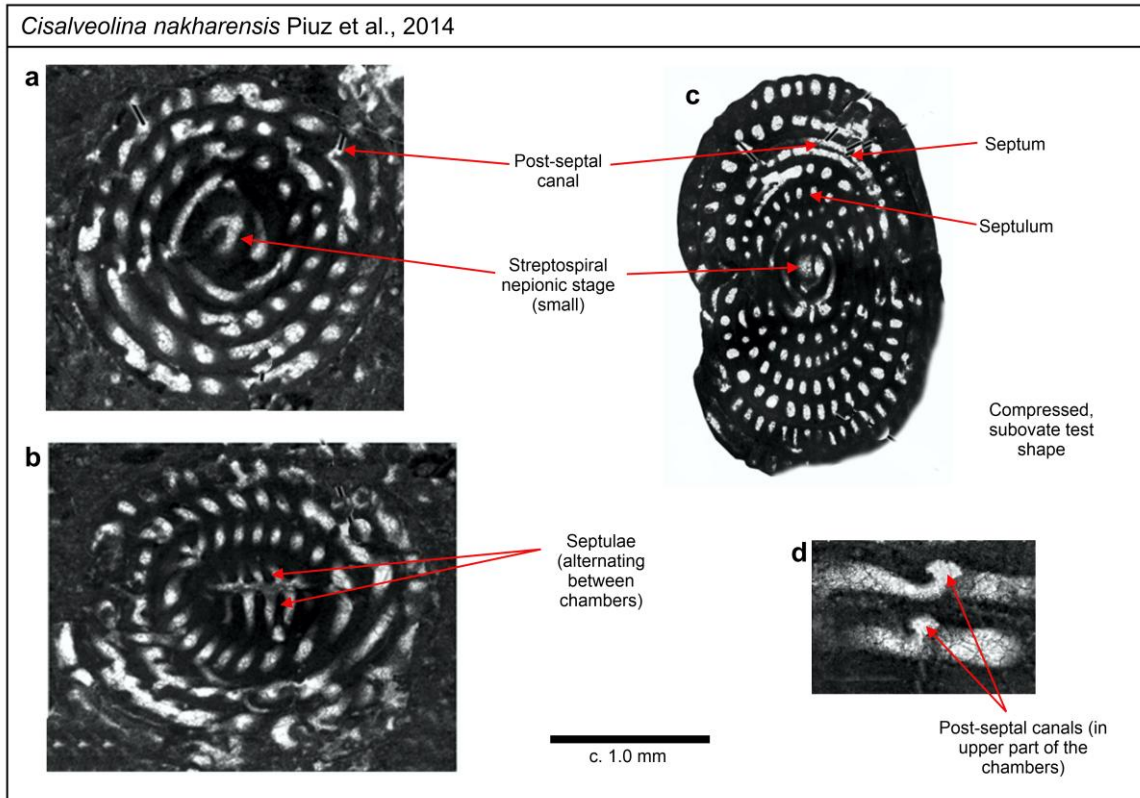 Cisalveolina nakharensis Piuz et al., 2014
a
c
Post-septal
canal
Septum
Septulum
Streptospiral
nepionic stage
(small)
Compressed,
subovate test
shape
b
Septulae
(alternating
between
chambers)
d
Post-septal canals (in
upper part of the
chambers)
c. 1.0 mm